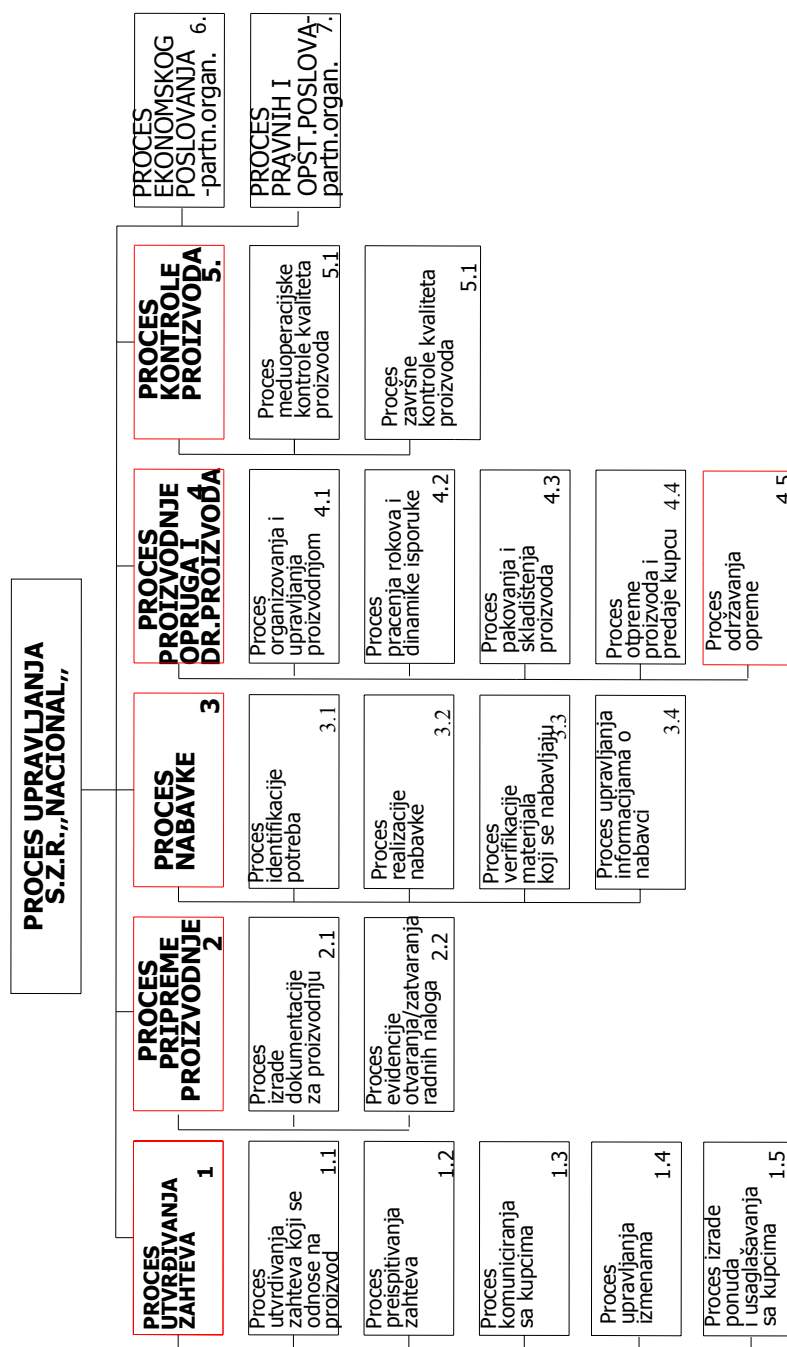 PROCES UPRAVLJANJA
S.Z.R.,,NACIONAL,,
PROCES
UTVRĐIVANJA
ZAHTEVA
1
Proces
utvrdivanja
zahteva koji se
odnose na
proizvod
1.1
Proces
preispitivanja
zahteva
1.2
Proces
komuniciranja
sa kupcima
1.3
Proces
upravljanja
izmenama
1.4
Proces izrade
ponuda
i usaglašavanja
sa kupcima
1.5
PROCES
PRIPREME
PROIZVODNJE
2
Proces
izrade
dokumentacije
za proizvodnju
2.1
Proces
evidencije
otvaranja/zatvaranja
radnih naloga
2.2
PROCES
NABAVKE
3
Proces
identifikacije
potreba
3.1
Proces
realizacije
nabavke
3.2
Proces
verifikacije
materijala
koji se nabavljaju
3.3
Proces upravljanja
informacijama o
nabavci
3.4
PROCES
PROIZVODNJE
OPRUGA I
DR.PROIZVODA
4
Proces
organizovanja i
upravljanja
proizvodnjom
4.1
Proces
pracenja rokova i
dinamike isporuke
4.2
Proces
pakovanja i
skladištenja
proizvoda
4.3
Proces
otpreme
proizvoda i
predaje kupcu
4.4
Proces
održavanja
opreme
4.5
PROCES
KONTROLE
PROIZVODA
5.
Proces
meduoperacijske
kontrole kvaliteta
proizvoda
5.1
Proces
završne
kontrole kvaliteta
proizvoda
5.1
PROCES
EKONOMSKOG
POSLOVANJA
-partn.organ.
6.
PROCES
PRAVNIH I
OPŠT.POSLOVA-
partn.organ.
7.